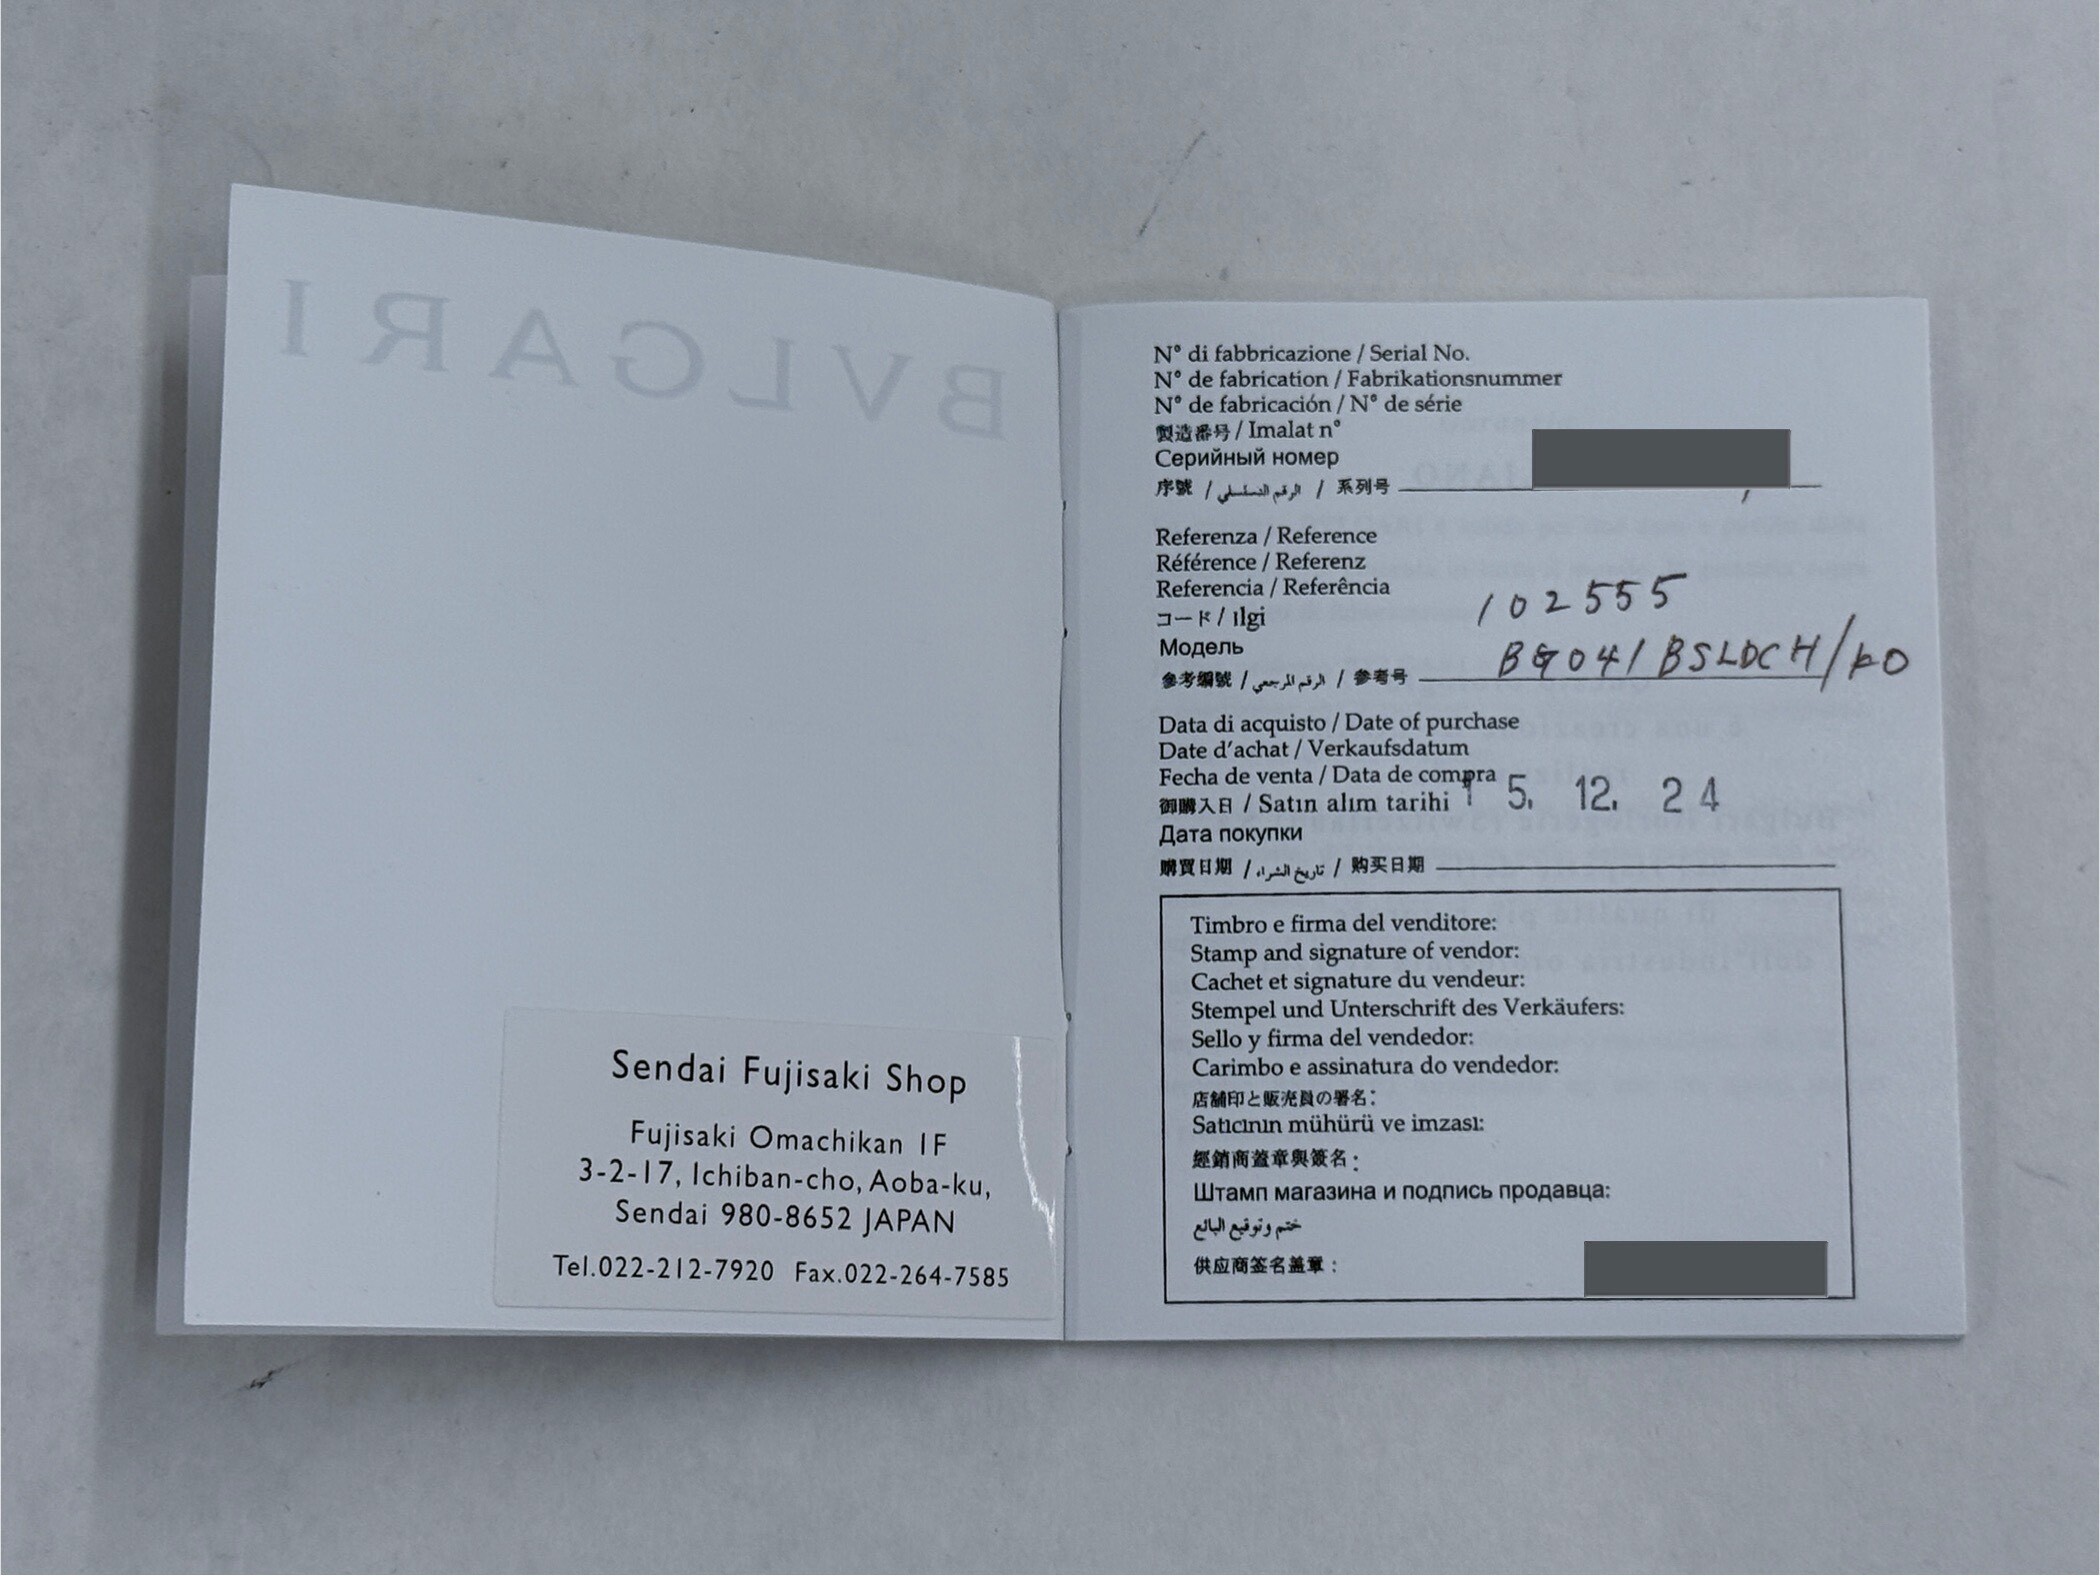 BVLGARI
Sendai Fujisaki Shop
Fujisaki Omachikan 1F
3-2-17, Ichiban-cho, Aoba-ku,
Sendai 980-8652 JAPAN
Tel.022-212-7920 Fax.022-264-7585
N° di fabbricazione / Serial No.
N° de fabrication / Fabrikationsnummer
N° de fabricación / N° de série
製造番号 / Imalat n°
Серийный номер
序號 / الرقم التسلسلي / 系列号
Referenza / Reference
Référence / Referenz
Referencia / Referência
コード / ılgi
102555
Модель
BG041BSLDCH/
參考編號 / الرقم المرجعي / 参考号
Data di acquisto / Date of purchase
Date d'achat / Verkaufsdatum
Fecha de venta / Data de compra
御購入日 / Satın alım tarihi
15. 12. 24
Дата покупки
購買日期 / تاريخ الشراء / 购买日期
Timbro e firma del venditore:
Stamp and signature of vendor:
Cachet et signature du vendeur:
Stempel und Unterschrift des Verkäufers:
Sello y firma del vendedor:
Carimbo e assinatura do vendedor:
店舗印と販売員の署名:
Satıcının mühürü ve imzası:
經銷商蓋章與簽名:
Штамп магазина и подпись продавца:
ختم وتوقيع البائع
供应商签名盖章: